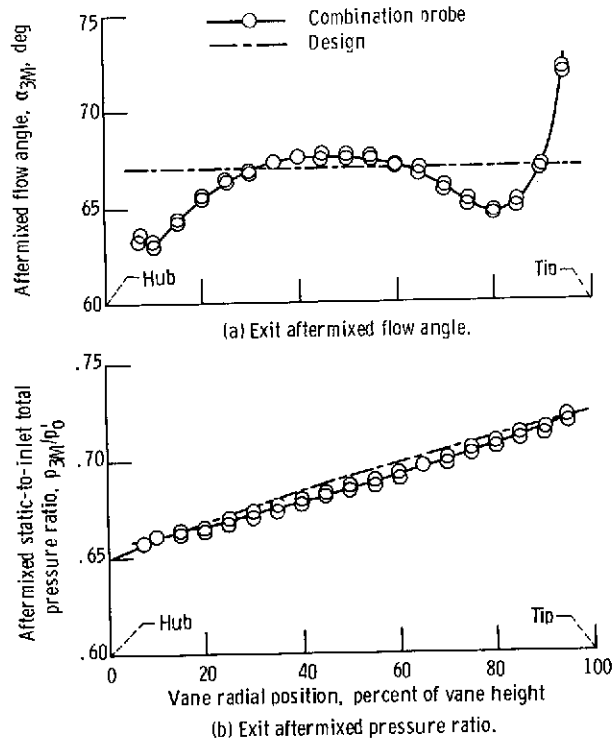 Combination probe
Design
Aftermixed flow angle, α3M, deg
75
70
65
60
Hub
Tip
(a) Exit aftermixed flow angle.
Aftermixed static-to-inlet total
pressure ratio, p3M/p'0
.75
.70
.65
.60
Hub
Tip
0 20 40 60 80 100
Vane radial position, percent of vane height
(b) Exit aftermixed pressure ratio.